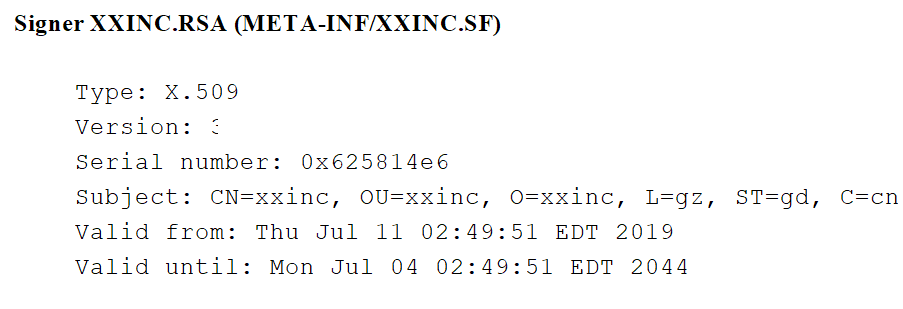 Signer XXINC.RSA (META-INF/XXINC.SF)
Type: X.509
Version: 3
Serial number: 0x625814e6
Subject: CN=xxinc, OU=xxinc, O=xxinc, L=gz, ST=gd, C=cn
Valid from: Thu Jul 11 02:49:51 EDT 2019
Valid until: Mon Jul 04 02:49:51 EDT 2044